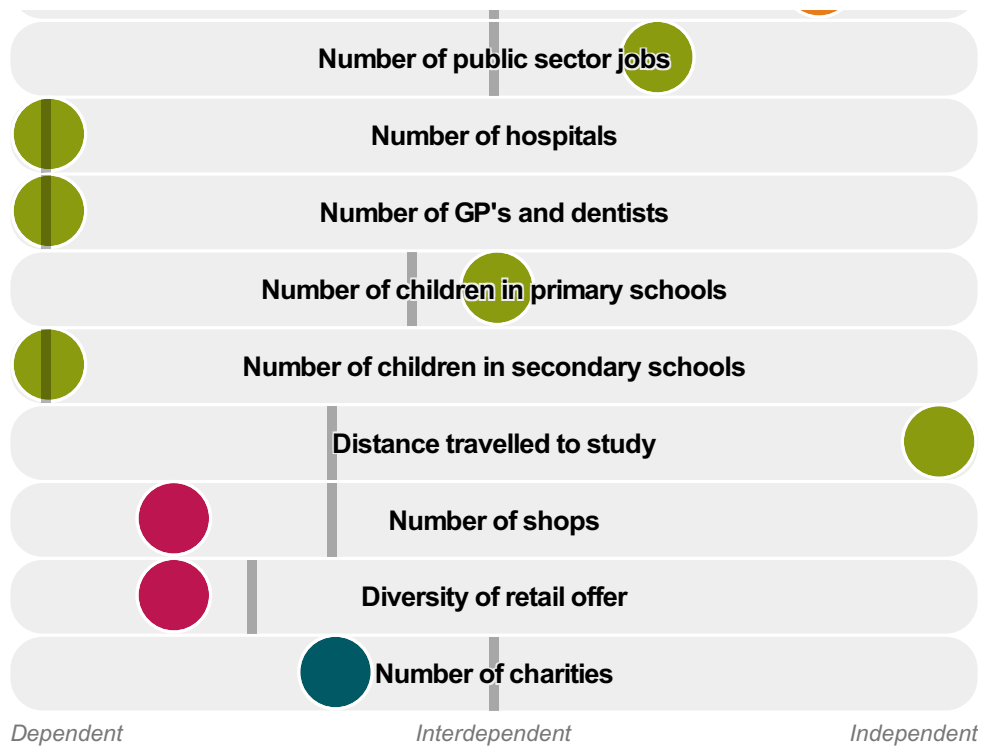 Number of public sector jobs
Number of hospitals
Number of GP's and dentists
Number of children in primary schools
Number of children in secondary schools
Distance travelled to study
Number of shops
Diversity of retail offer
Number of charities
Dependent Interdependent Independent